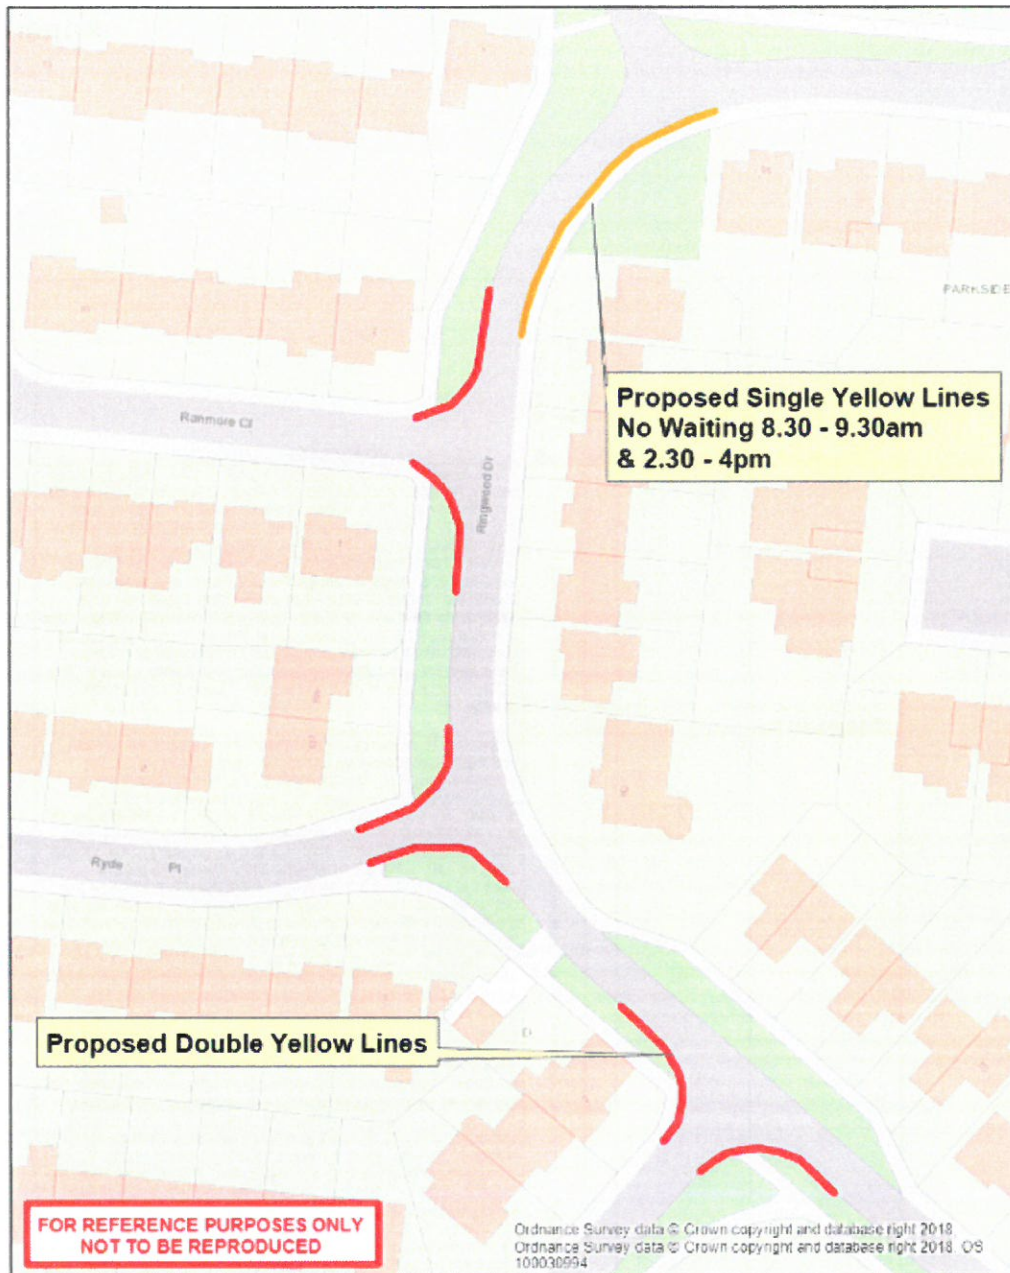 PARKSIDE
Proposed Single Yellow Lines
No Waiting 8.30 - 9.30am
& 2.30 - 4pm
Ranmore Cl
Ringwood Dr
Ryde Pl
Proposed Double Yellow Lines
FOR REFERENCE PURPOSES ONLY
NOT TO BE REPRODUCED
Ordnance Survey data © Crown copyright and database right 2018.
Ordnance Survey data © Crown copyright and database right 2018. OS
100030994